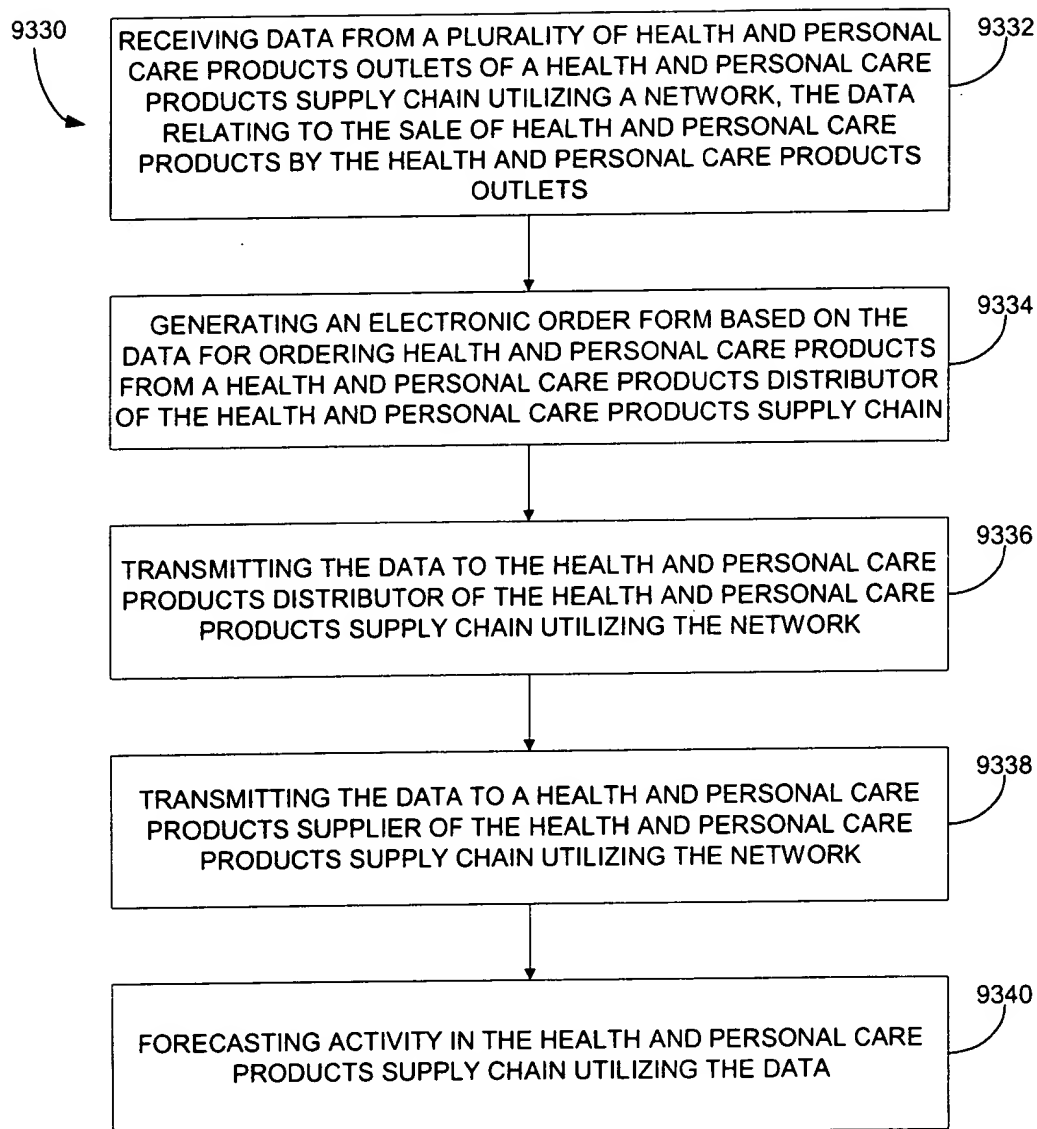 9330
9332
RECEIVING DATA FROM A PLURALITY OF HEALTH AND PERSONAL
CARE PRODUCTS OUTLETS OF A HEALTH AND PERSONAL CARE
PRODUCTS SUPPLY CHAIN UTILIZING A NETWORK, THE DATA
RELATING TO THE SALE OF HEALTH AND PERSONAL CARE
PRODUCTS BY THE HEALTH AND PERSONAL CARE PRODUCTS
OUTLETS
9334
GENERATING AN ELECTRONIC ORDER FORM BASED ON THE
DATA FOR ORDERING HEALTH AND PERSONAL CARE PRODUCTS
FROM A HEALTH AND PERSONAL CARE PRODUCTS DISTRIBUTOR
OF THE HEALTH AND PERSONAL CARE PRODUCTS SUPPLY CHAIN
9336
TRANSMITTING THE DATA TO THE HEALTH AND PERSONAL CARE
PRODUCTS DISTRIBUTOR OF THE HEALTH AND PERSONAL CARE
PRODUCTS SUPPLY CHAIN UTILIZING THE NETWORK
9338
TRANSMITTING THE DATA TO A HEALTH AND PERSONAL CARE
PRODUCTS SUPPLIER OF THE HEALTH AND PERSONAL CARE
PRODUCTS SUPPLY CHAIN UTILIZING THE NETWORK
9340
FORECASTING ACTIVITY IN THE HEALTH AND PERSONAL CARE
PRODUCTS SUPPLY CHAIN UTILIZING THE DATA